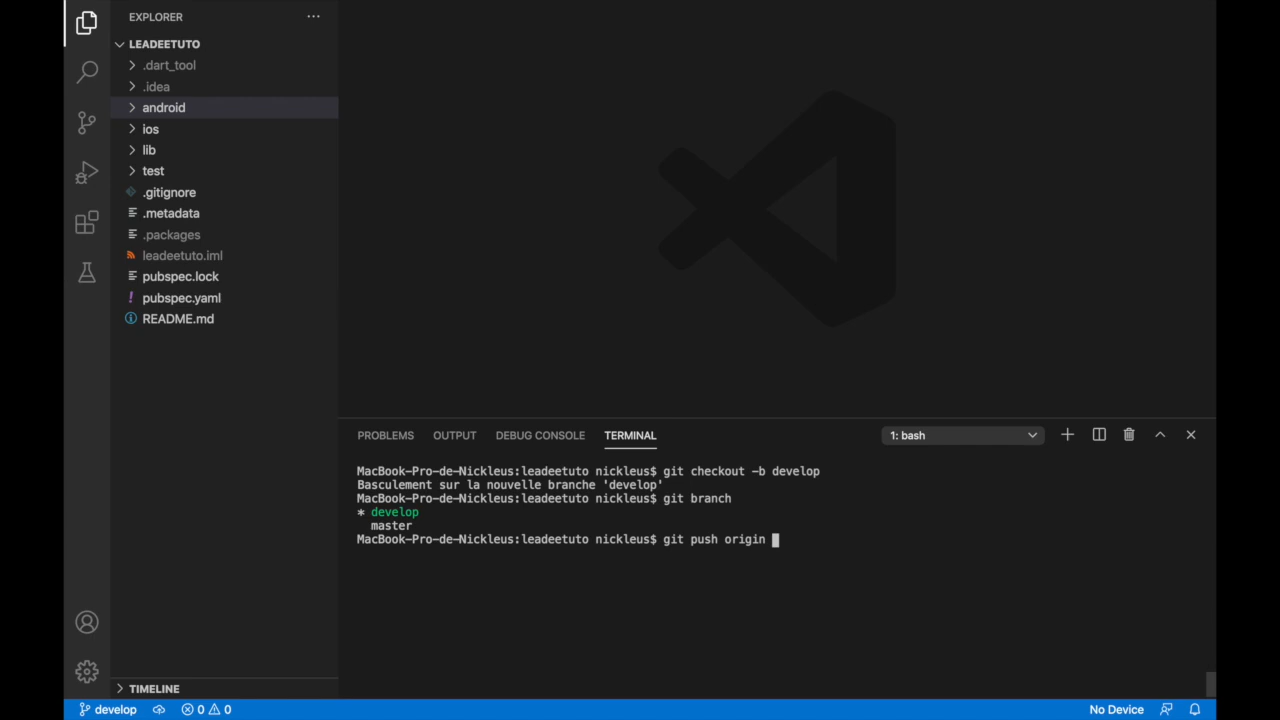 EXPLORER
LEADEETUTO
.dart_tool
.idea
android
ios
lib
test
.gitignore
.metadata
.packages
leadeetuto.iml
pubspec.lock
pubspec.yaml
README.md
TIMELINE
PROBLEMS OUTPUT DEBUG CONSOLE TERMINAL 1: bash
MacBook-Pro-de-Nickleus:leadeetuto nickleus$ git checkout -b develop
Basculement sur la nouvelle branche 'develop'
MacBook-Pro-de-Nickleus:leadeetuto nickleus$ git branch
* develop
master
MacBook-Pro-de-Nickleus:leadeetuto nickleus$ git push origin
develop 0 0 No Device